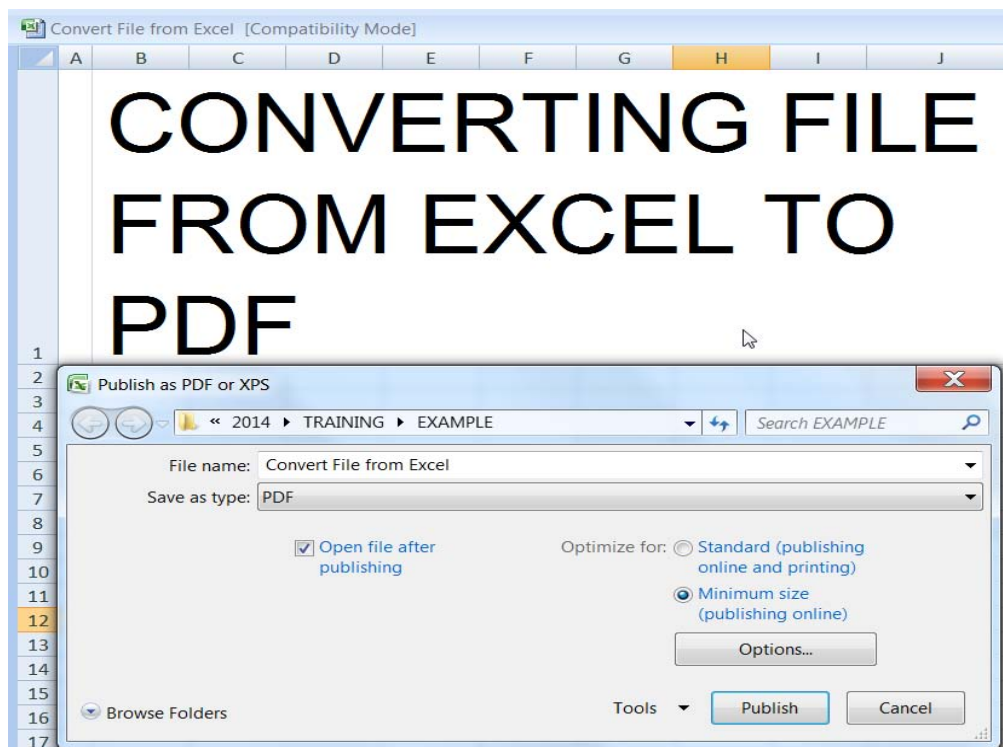 Convert File from Excel [Compatibility Mode]
A B C D E F G H I J
CONVERTING FILE
FROM EXCEL TO
PDF
1
2
Publish as PDF or XPS
3
4
« 2014 TRAINING EXAMPLE
Search EXAMPLE
5
File name: Convert File from Excel
6
7
Save as type: PDF
8
9
Open file after
publishing
Optimize for: Standard (publishing
online and printing)
10
11
Minimum size
(publishing online)
12
13
Options...
14
15
16
Browse Folders
Tools Publish Cancel
17